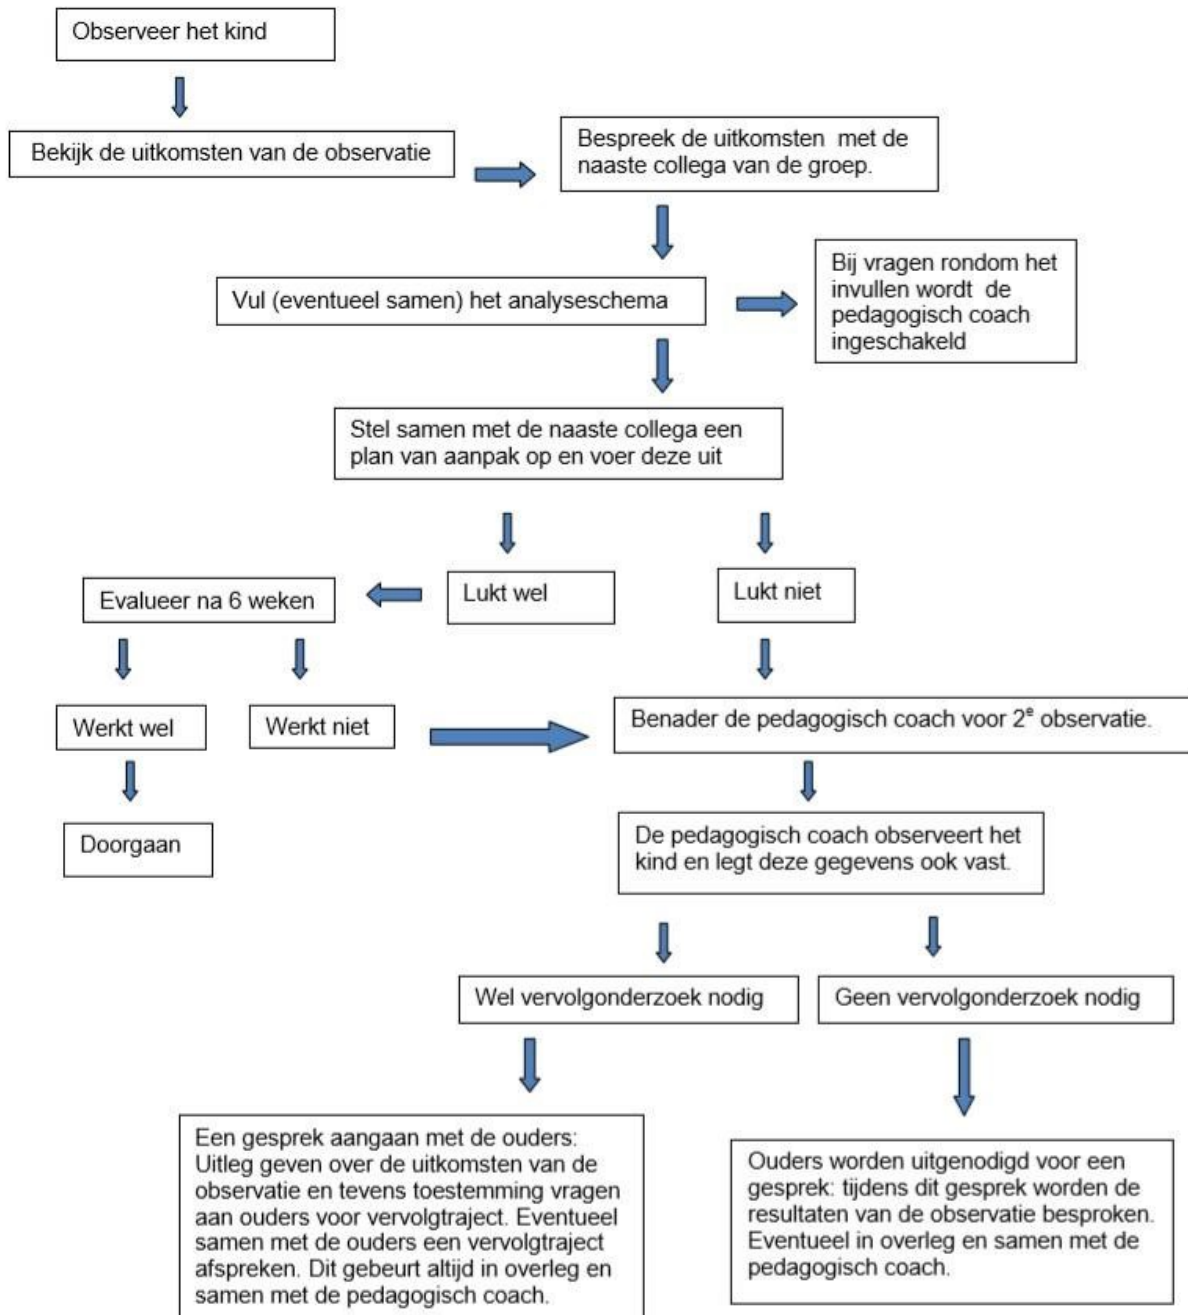 Observeer het kind
Bekijk de uitkomsten van de observatie
Bespreek de uitkomsten met de
naaste collega van de groep.
Vul (eventueel samen) het analyseschema
Bij vragen rondom het
invullen wordt de
pedagogisch coach
ingeschakeld
Stel samen met de naaste collega een
plan van aanpak op en voer deze uit
Lukt wel
Lukt niet
Evalueer na 6 weken
Werkt wel
Werkt niet
Benader de pedagogisch coach voor 2e observatie.
Doorgaan
De pedagogisch coach observeert het
kind en legt deze gegevens ook vast.
Wel vervolgonderzoek nodig
Geen vervolgonderzoek nodig
Een gesprek aangaan met de ouders:
Uitleg geven over de uitkomsten van de
observatie en tevens toestemming vragen
aan ouders voor vervolgtraject. Eventueel
samen met de ouders een vervolgtraject
afspreken. Dit gebeurt altijd in overleg en
samen met de pedagogisch coach.
Ouders worden uitgenodigd voor een
gesprek: tijdens dit gesprek worden de
resultaten van de observatie besproken.
Eventueel in overleg en samen met de
pedagogisch coach.